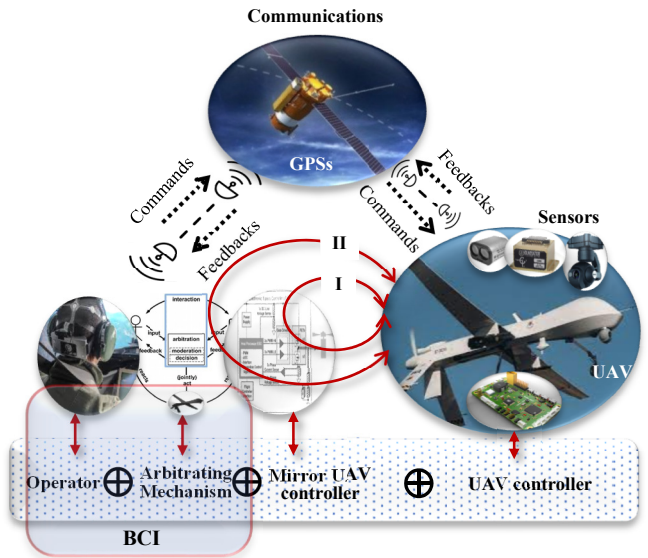 Communications
GPSs
Commands
Feedbacks
Commands
Feedbacks
Sensors
II
I
UAV
interaction
input
input
arbitration
feedback
moderation
decision
(jointly)
act
Operator
Arbitrating
Mechanism
Mirror UAV
controller
UAV controller
BCI